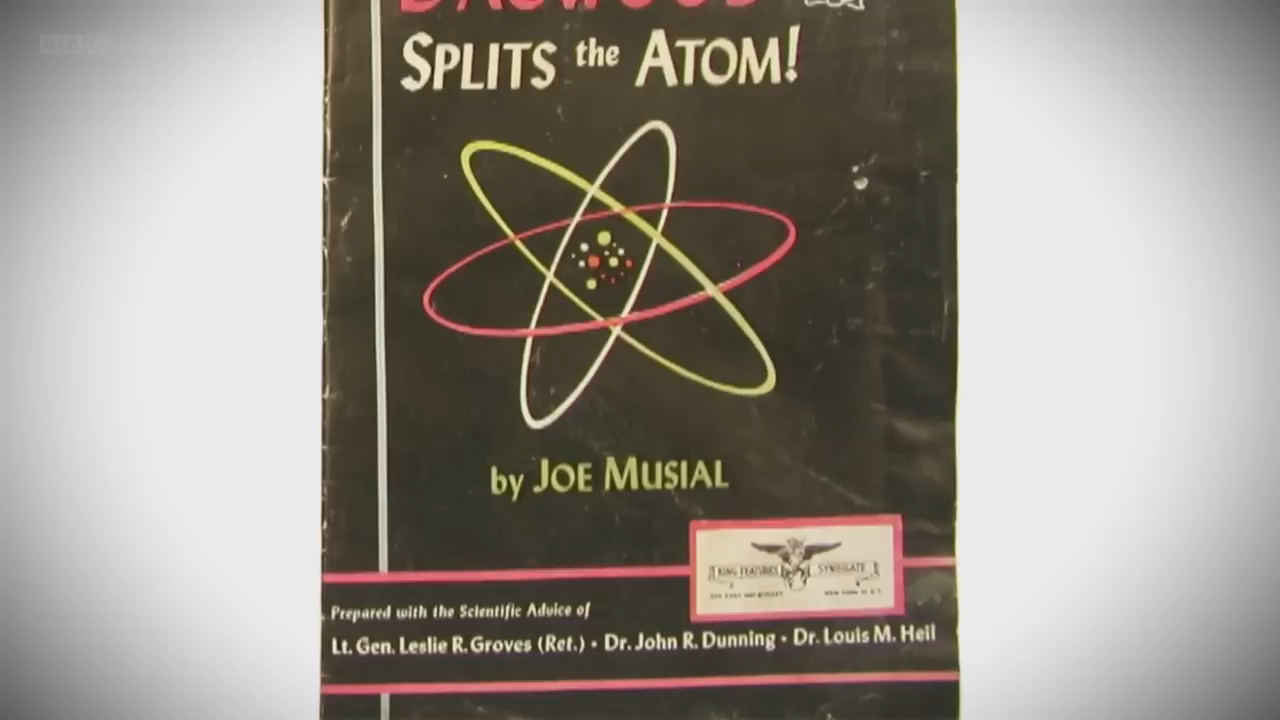 BBC
SPLITS the ATOM!
by JOE MUSIAL
KING FEATURES SYNDICATE
Prepared with the Scientific Advice of
Lt. Gen. Leslie R. Groves (Ret.) • Dr. John R. Dunning • Dr. Louis M. Heil